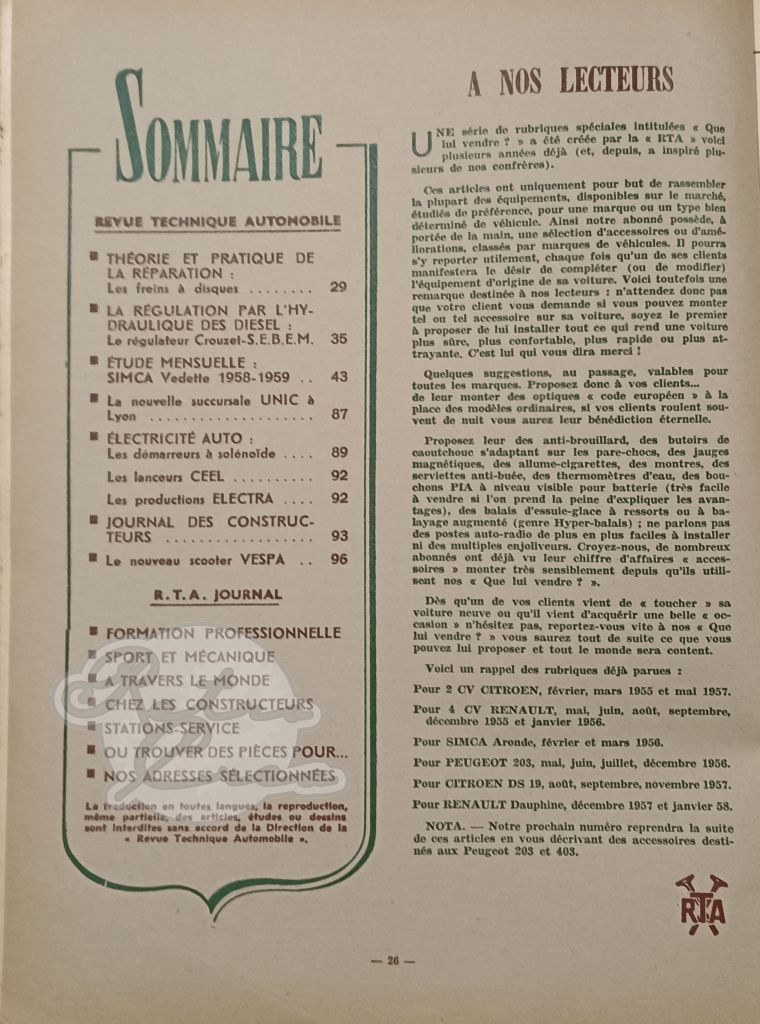 SOMMAIRE
REVUE TECHNIQUE AUTOMOBILE
■ THÉORIE ET PRATIQUE DE
LA RÉPARATION :
Les freins à disques ........ 29
■ LA RÉGULATION PAR L'HY-
DRAULIQUE DES DIESEL :
Le régulateur Crouzet-S.E.B.E.M. 35
■ ÉTUDE MENSUELLE :
SIMCA Vedette 1958-1959 .. 43
■ La nouvelle succursale UNIC à
Lyon .................. 87
■ ÉLECTRICITÉ AUTO :
Les démarreurs à solénoïde .... 89
Les lanceurs CEEL .......... 92
Les productions ELECTRA .... 92
■ JOURNAL DES CONSTRUC-
TEURS .................. 93
■ Le nouveau scooter VESPA .. 96
R.T.A. JOURNAL
■ FORMATION PROFESSIONNELLE
■ SPORT ET MÉCANIQUE
■ A TRAVERS LE MONDE
■ CHEZ LES CONSTRUCTEURS
■ STATIONS-SERVICE
■ OU TROUVER DES PIÈCES POUR...
■ NOS ADRESSES SÉLECTIONNÉES
La traduction en toutes langues, la reproduction,
même partielle, des articles, études ou dessins
sont interdites sans accord de la Direction de la
« Revue Technique Automobile ».
A NOS LECTEURS
UNE série de rubriques spéciales intitulées « Que
lui vendre ? » a été créée par la « RTA » voici
plusieurs années déjà (et, depuis, a inspiré plu-
sieurs de nos confrères).
Ces articles ont uniquement pour but de rassembler
la plupart des équipements, disponibles sur le marché,
étudiés de préférence, pour une marque ou un type bien
déterminé de véhicule. Ainsi notre abonné possède, à
portée de la main, une sélection d'accessoires ou d'amé-
liorations, classés par marques de véhicules. Il pourra
s'y reporter utilement, chaque fois qu'un de ses clients
manifestera le désir de compléter (ou de modifier)
l'équipement d'origine de sa voiture. Voici toutefois une
remarque destinée à nos lecteurs : n'attendez donc pas
que votre client vous demande si vous pouvez monter
tel ou tel accessoire sur sa voiture, soyez le premier
à proposer de lui installer tout ce qui rend une voiture
plus sûre, plus confortable, plus rapide ou plus at-
trayante. C'est lui qui vous dira merci !
Quelques suggestions, au passage, valables pour
toutes les marques. Proposez donc à vos clients...
de leur monter des optiques « code européen » à la
place des modèles ordinaires, si vos clients roulent sou-
vent de nuit vous aurez leur bénédiction éternelle.
Proposez leur des anti-brouillard, des butoirs de
caoutchouc s'adaptant sur les pare-chocs, des jauges
magnétiques, des allume-cigarettes, des montres, des
serviettes anti-buée, des thermomètres d'eau, des bou-
chons PIA à niveau visible pour batterie (très facile
à vendre si l'on prend la peine d'expliquer les avan-
tages), des balais d'essuie-glace à ressorts ou à ba-
layage augmenté (genre Hyper-balais) ; ne parlons pas
des postes auto-radio de plus en plus faciles à installer
ni des multiples enjoliveurs. Croyez-nous, de nombreux
abonnés ont déjà vu leur chiffre d'affaires « acces-
soires » monter très sensiblement depuis qu'ils utili-
sent nos « Que lui vendre ? ».
Dès qu'un de vos clients vient de « toucher » sa
voiture neuve ou qu'il vient d'acquérir une belle « oc-
casion » n'hésitez pas, reportez-vous vite à nos « Que
lui vendre ? » vous saurez tout de suite ce que vous
pouvez lui proposer et tout le monde sera content.
Voici un rappel des rubriques déjà parues :
Pour 2 CV CITROEN, février, mars 1955 et mai 1957.
Pour 4 CV RENAULT, mai, juin, août, septembre,
décembre 1955 et janvier 1956.
Pour SIMCA Aronde, février et mars 1956.
Pour PEUGEOT 203, mai, juin, juillet, décembre 1956.
Pour CITROEN DS 19, août, septembre, novembre 1957.
Pour RENAULT Dauphine, décembre 1957 et janvier 58.
NOTA. — Notre prochain numéro reprendra la suite
de ces articles en vous décrivant des accessoires desti-
nés aux Peugeot 203 et 403.
RTA
— 26 —